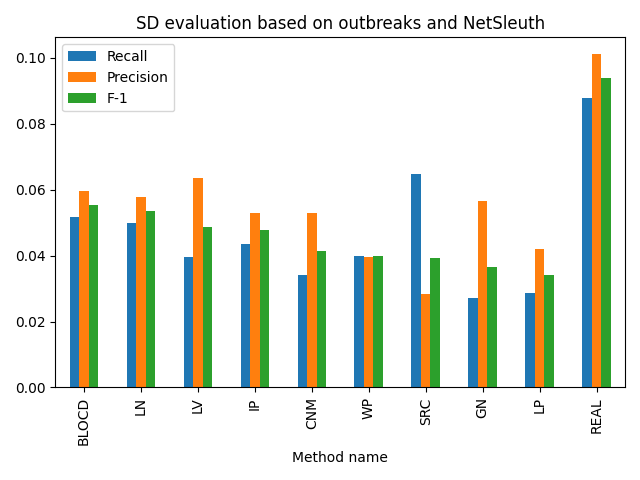 SD evaluation based on outbreaks and NetSleuth
Recall
Precision
F-1
0.10
0.08
0.06
0.04
0.02
0.00
BLOCD
LN
LV
IP
CNM
WP
SRC
GN
LP
REAL
Method name